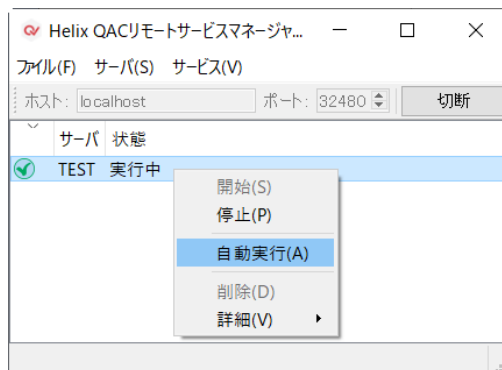 Helix QACリモートサービスマネージャ...
ファイル(F) サーバ(S) サービス(V)
ホスト: localhost ポート: 32480 切断
サーバ 状態
TEST 実行中
開始(S)
停止(P)
自動実行(A)
削除(D)
詳細(V)